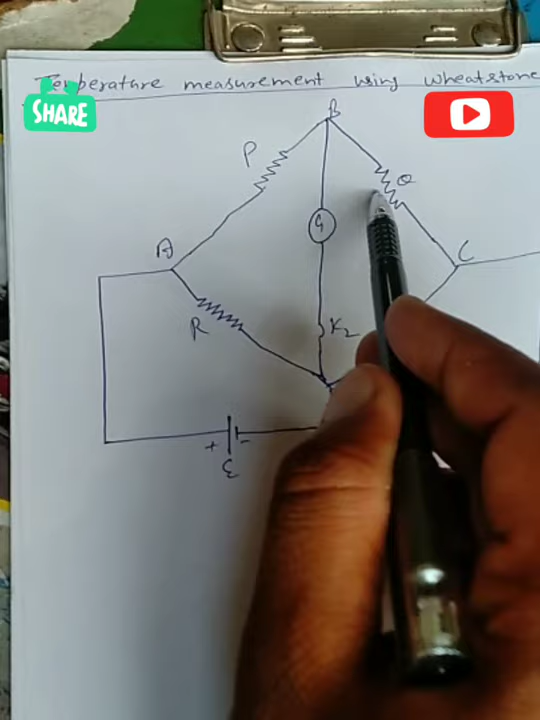 Temperature measurement using Wheatstone
SHARE
B
P
Q
G
A
C
R
K2
+ -
ε